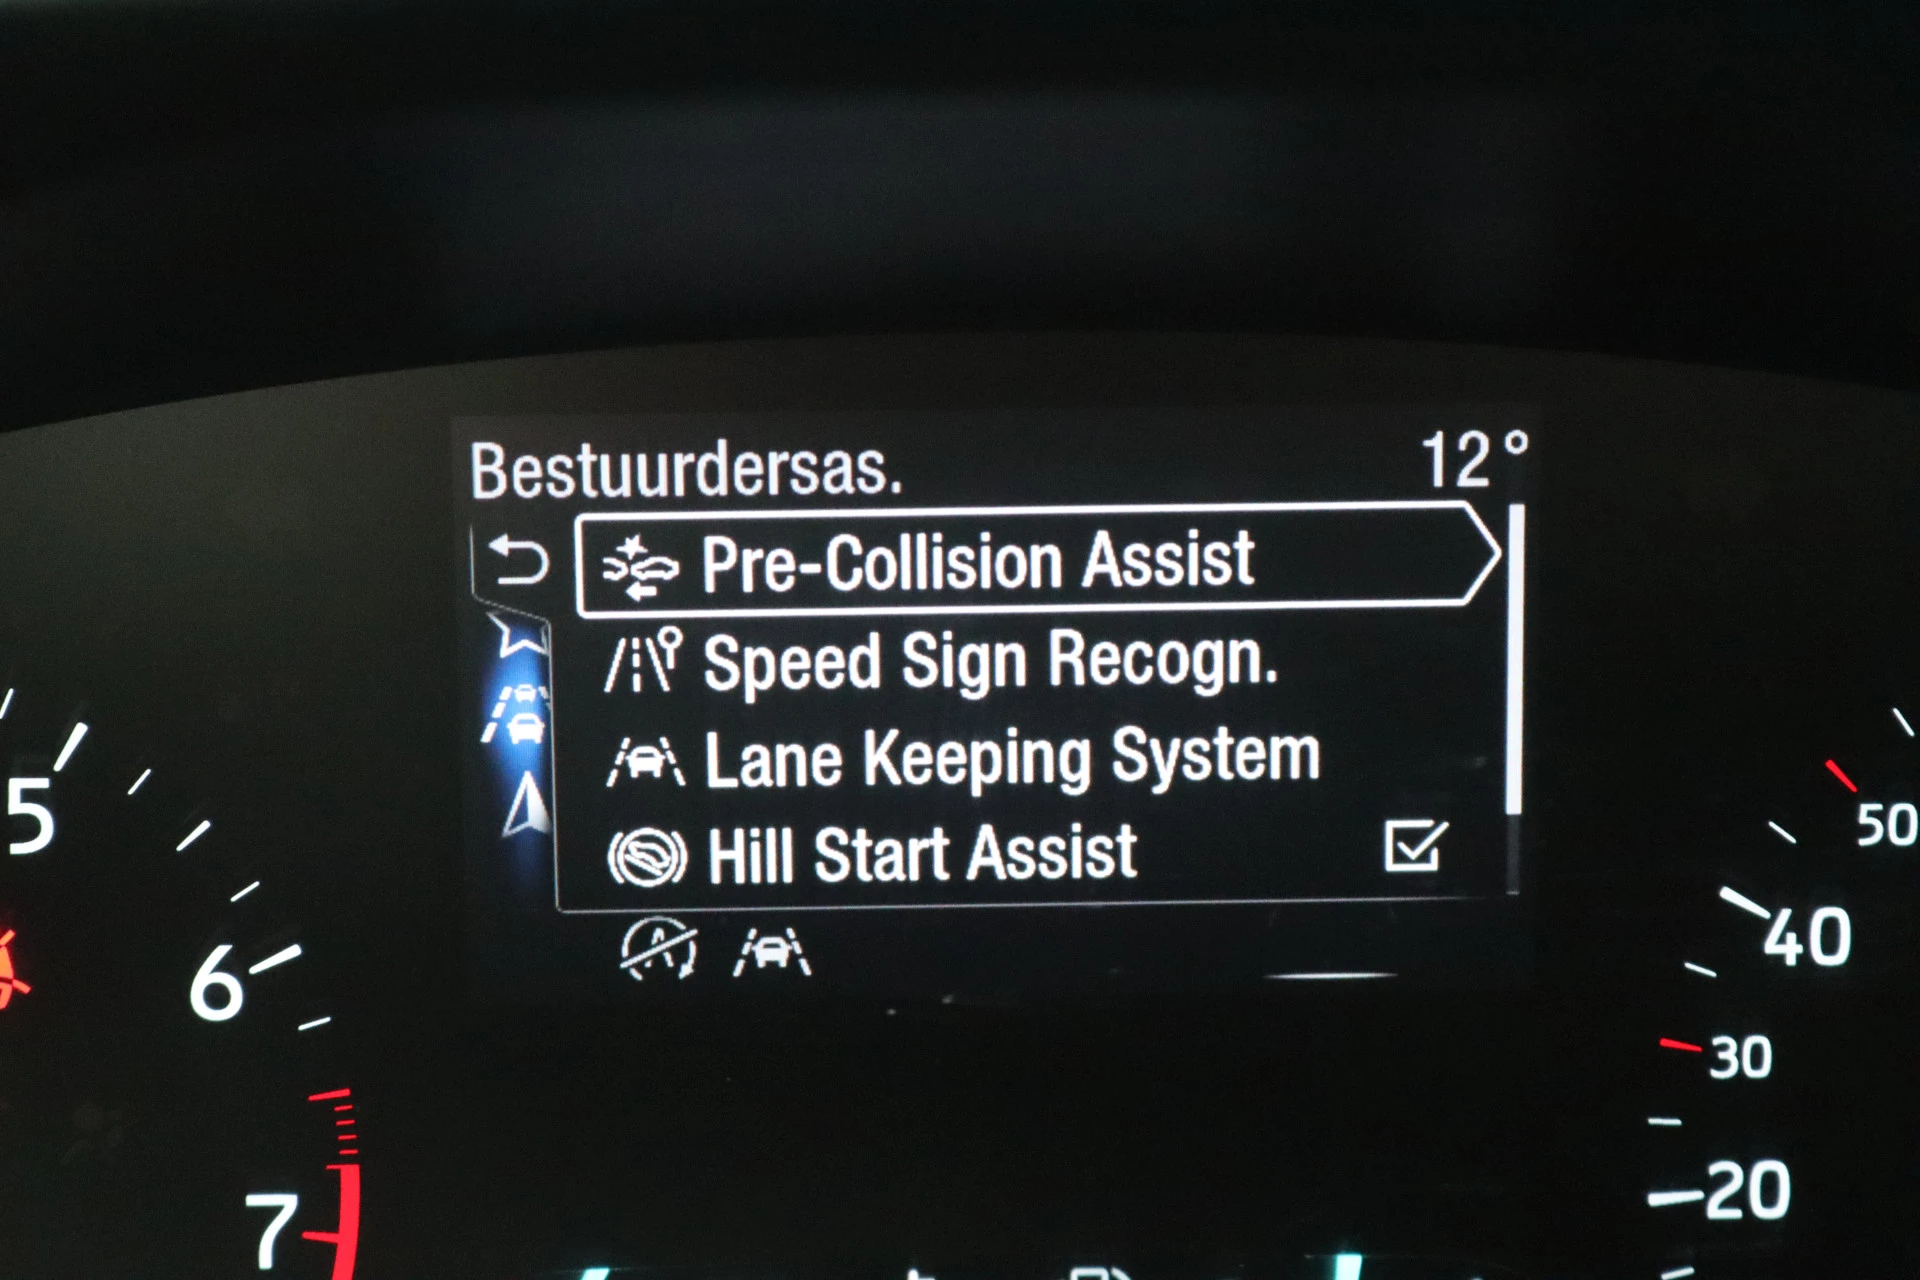 Bestuurdersas. 12°
Pre-Collision Assist
Speed Sign Recogn.
Lane Keeping System
Hill Start Assist
5
6
7
50
40
30
20